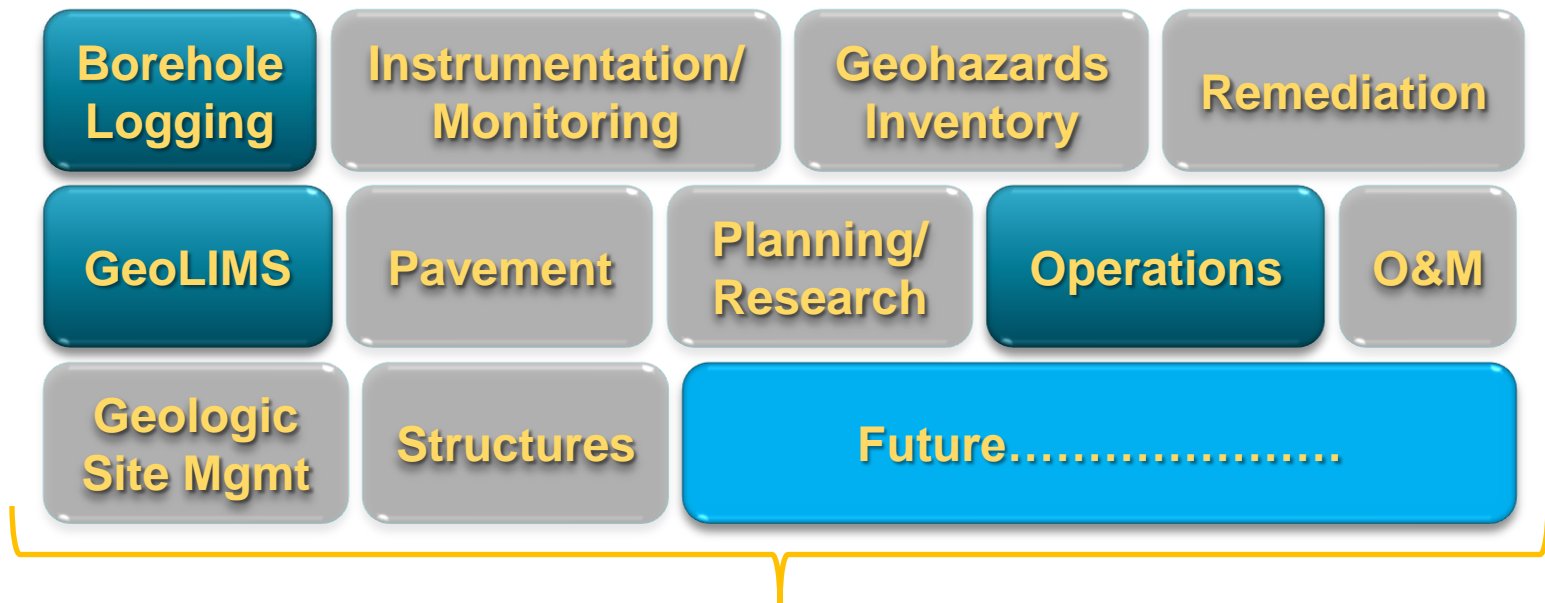 Borehole
Logging
Instrumentation/
Monitoring
Geohazards
Inventory
Remediation
GeoLIMS
Pavement
Planning/
Research
Operations
O&M
Geologic
Site Mgmt
Structures
Future.....................